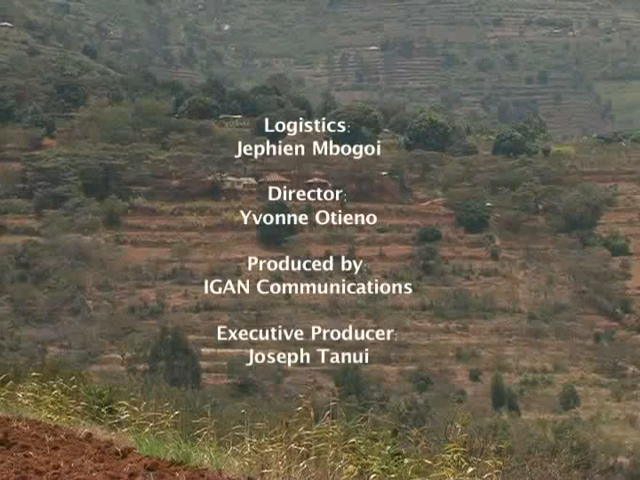 Logistics:
Jephien Mbogoi
Director:
Yvonne Otieno
Produced by:
IGAN Communications
Executive Producer:
Joseph Tanui